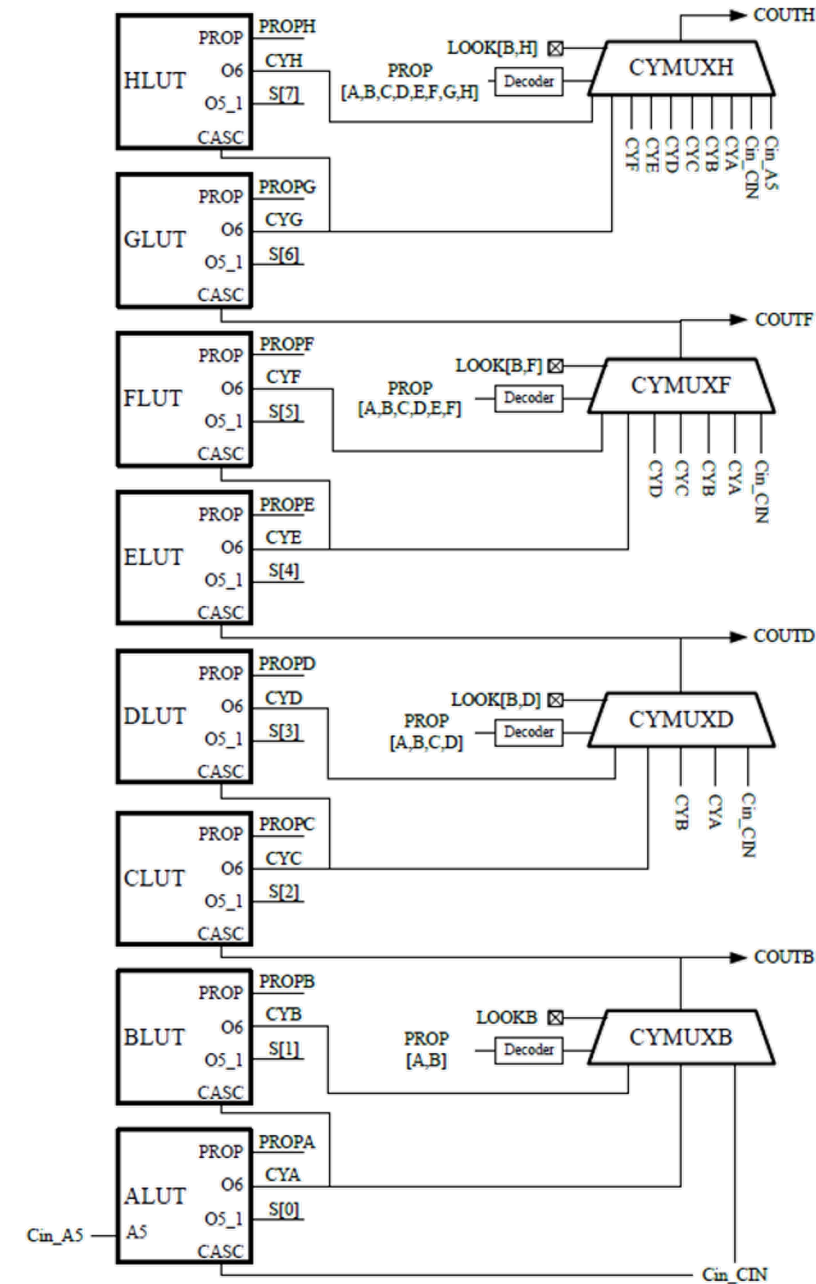 COUTH
PROP PROPH
LOOK[B,H]
CYMUXH
HLUT
O6 CYH
PROP
[A,B,C,D,E,F,G,H]
Decoder
O5_1 S[7]
CASC
CYF CYE CYD CYC CYB CYA Cin_CIN Cin_A5
PROP PROPG
GLUT
O6 CYG
O5_1 S[6]
CASC
COUTF
PROP PROPF
LOOK[B,F]
CYMUXF
FLUT
O6 CYF
PROP
[A,B,C,D,E,F]
Decoder
O5_1 S[5]
CASC
CYD CYC CYB CYA Cin_CIN
PROP PROPE
ELUT
O6 CYE
O5_1 S[4]
CASC
COUTD
PROP PROPD
LOOK[B,D]
CYMUXD
DLUT
O6 CYD
PROP
[A,B,C,D]
Decoder
O5_1 S[3]
CASC
CYB CYA Cin_CIN
PROP PROPC
CLUT
O6 CYC
O5_1 S[2]
CASC
COUTB
PROP PROPB
LOOKB
CYMUXB
BLUT
O6 CYB
PROP
[A,B]
Decoder
O5_1 S[1]
CASC
PROP PROPA
ALUT
O6 CYA
O5_1 S[0]
Cin_A5
A5
CASC
Cin_CIN